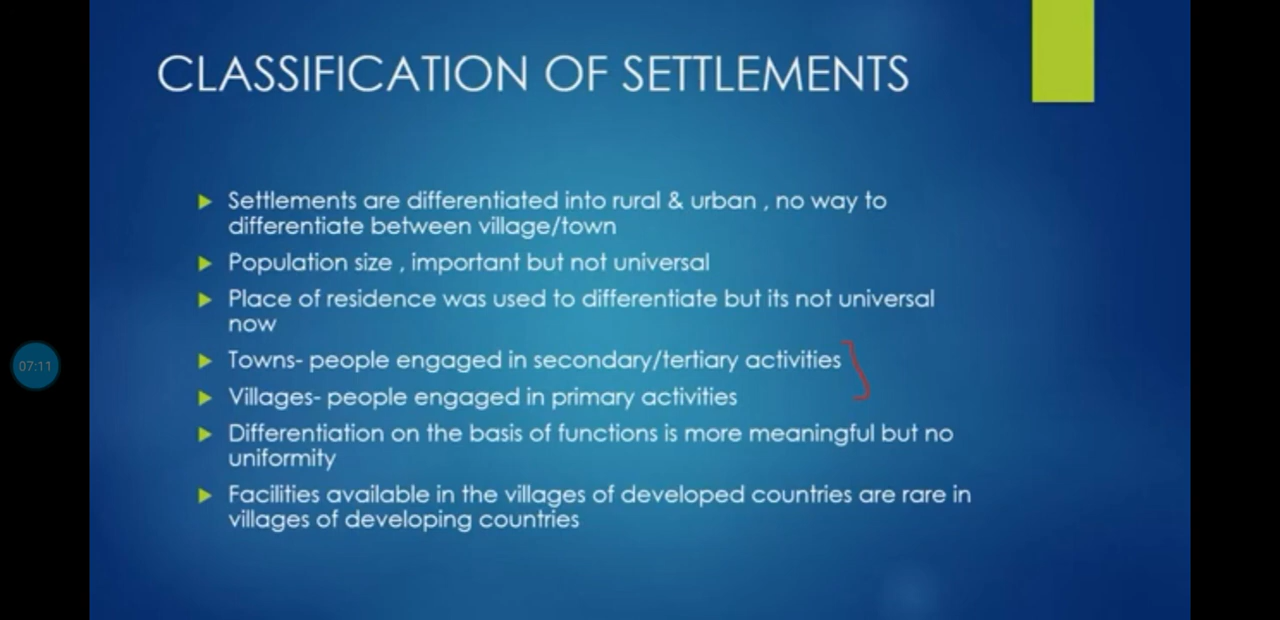 CLASSIFICATION OF SETTLEMENTS
Settlements are differentiated into rural & urban , no way to
differentiate between village/town
Population size , important but not universal
Place of residence was used to differentiate but its not universal
now
Towns- people engaged in secondary/tertiary activities
Villages- people engaged in primary activities
Differentiation on the basis of functions is more meaningful but no
uniformity
Facilities available in the villages of developed countries are rare in
villages of developing countries
07:11